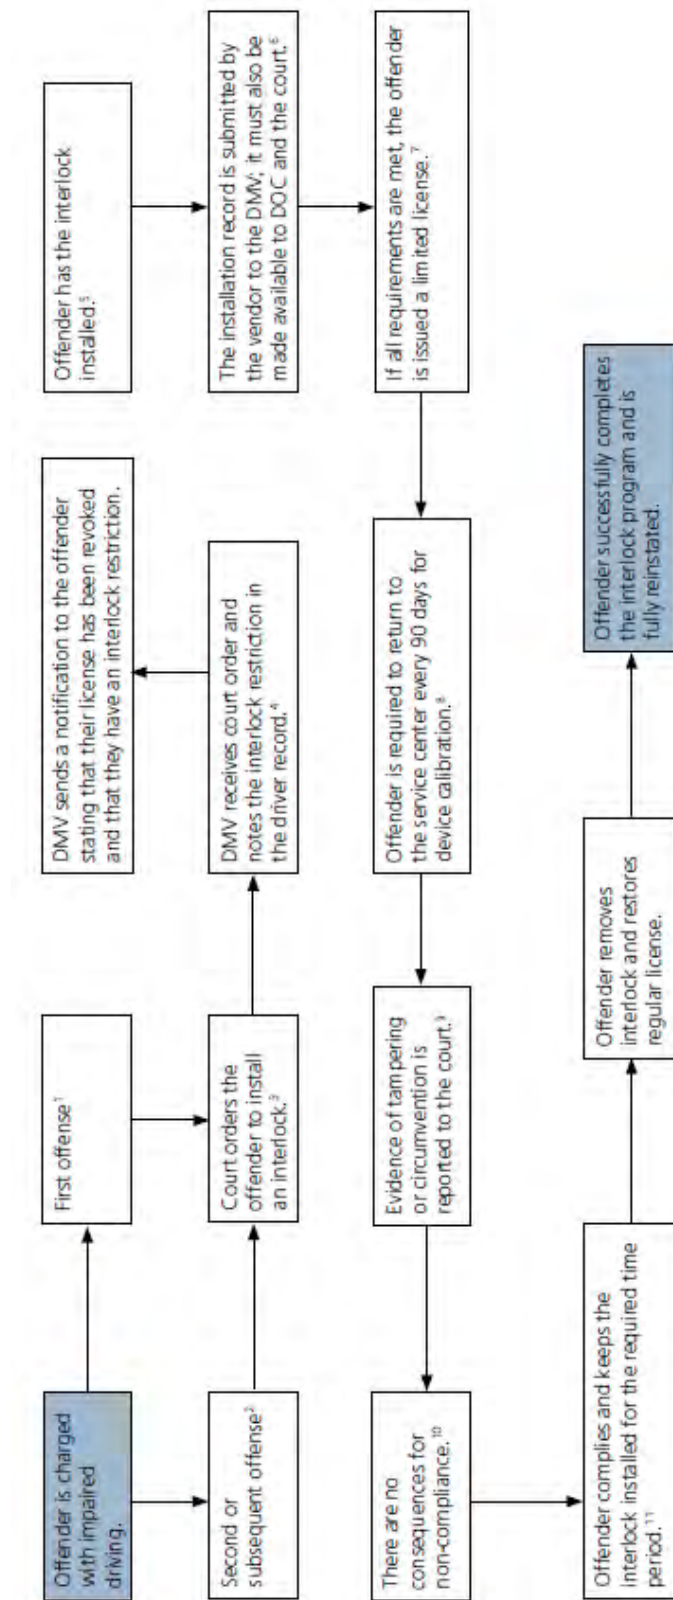 Offender is charged
with impaired
driving.
First offense¹
Second or
subsequent offense²
Court orders the
offender to install
an interlock.³
DMV receives court order and
notes the interlock restriction in
the driver record.⁴
DMV sends a notification to the offender
stating that their license has been revoked
and that they have an interlock restriction.
Offender has the interlock
installed.⁵
The installation record is submitted by
the vendor to the DMV; it must also be
made available to DOC and the court.⁶
If all requirements are met, the offender
is issued a limited license.⁷
Offender is required to return to
the service center every 90 days for
device calibration.⁸
Evidence of tampering
or circumvention is
reported to the court.⁹
There are no
consequences for
non-compliance.¹⁰
Offender complies and keeps the
interlock installed for the required time
period.¹¹
Offender removes
interlock and restores
regular license.
Offender successfully completes
the interlock program and is
fully reinstated.